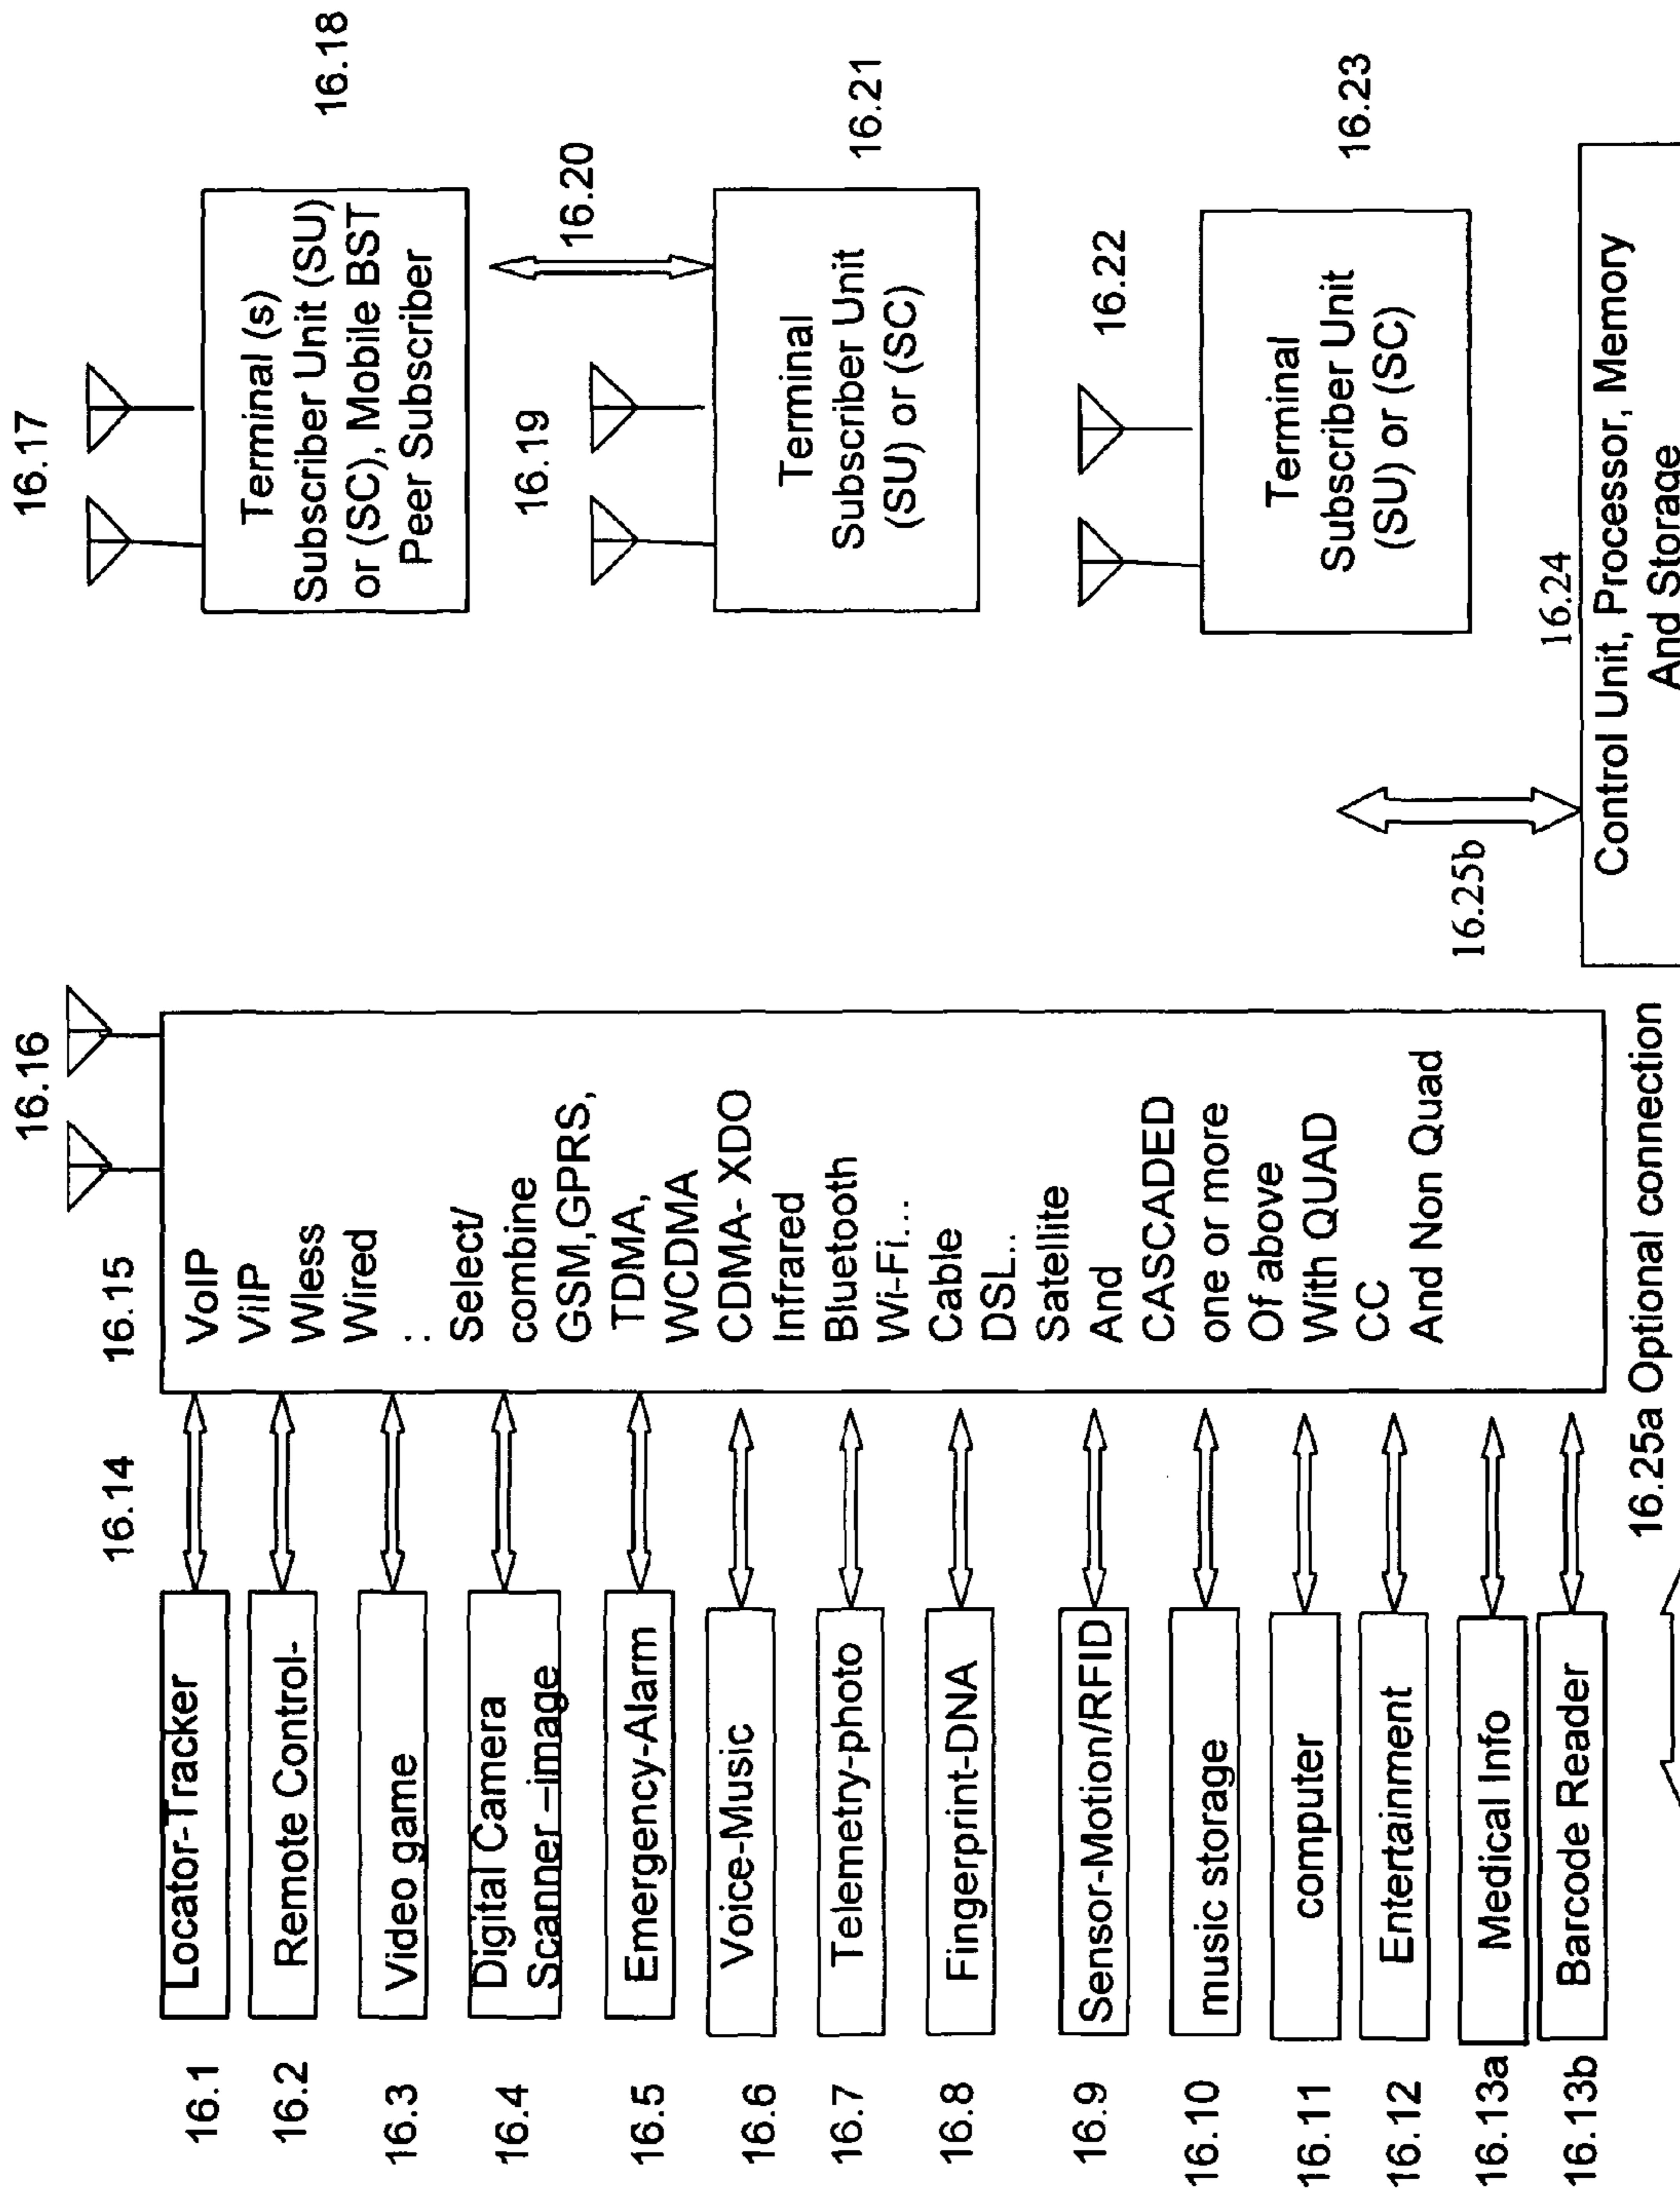 16.1
Locator-Tracker
16.2
Remote Control-
16.3
Video game
16.4
Digital Camera
Scanner –image
16.5
Emergency-Alarm
16.6
Voice-Music
16.7
Telemetry-photo
16.8
Fingerprint-DNA
16.9
Sensor-Motion/RFID
16.10
music storage
16.11
computer
16.12
Entertainment
16.13a
Medical Info
16.13b
Barcode Reader
16.14
16.15
16.16
VoIP
ViIP
Wless
Wired
:
Select/
combine
GSM,GPRS,
TDMA,
WCDMA
CDMA- XDO
Infrared
Bluetooth
Wi-Fi...
Cable
DSL..
Satellite
And
CASCADED
one or more
Of above
With QUAD
CC
And Non Quad
16.25a Optional connection
16.17
Terminal (s)
Subscriber Unit (SU)
or (SC), Mobile BST
Peer Subscriber
16.18
16.20
16.19
Terminal
Subscriber Unit
(SU) or (SC)
16.21
16.22
Terminal
Subscriber Unit
(SU) or (SC)
16.23
16.25b
16.24
Control Unit, Processor, Memory
And Storage